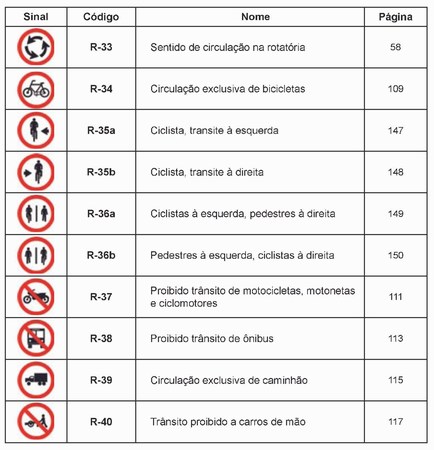 Sinal Código Nome Página
R-33 Sentido de circulação na rotatória 58
R-34 Circulação exclusiva de bicicletas 109
R-35a Ciclista, transite à esquerda 147
R-35b Ciclista, transite à direita 148
R-36a Ciclistas à esquerda, pedestres à direita 149
R-36b Pedestres à esquerda, ciclistas à direita 150
R-37 Proibido trânsito de motocicletas, motonetas
e ciclomotores 111
R-38 Proibido trânsito de ônibus 113
R-39 Circulação exclusiva de caminhão 115
R-40 Trânsito proibido a carros de mão 117